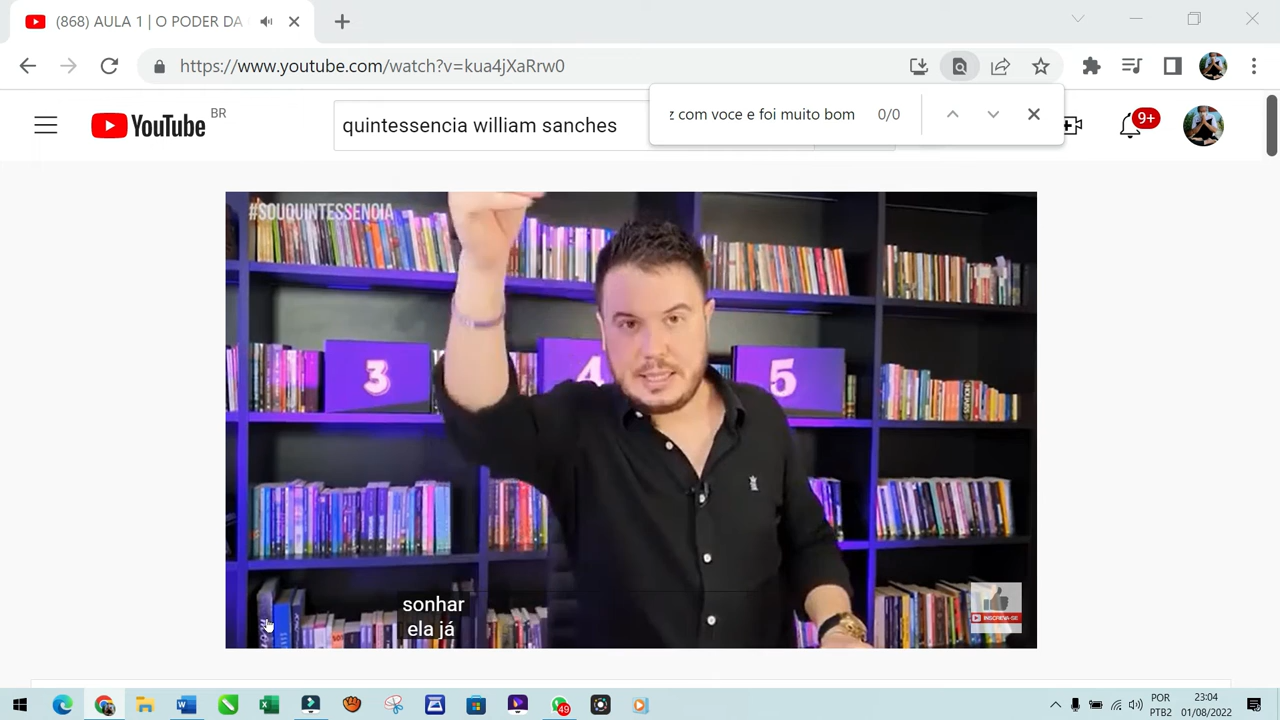 (868) AULA 1 | O PODER DA
https://www.youtube.com/watch?v=kua4jXaRrw0
z com voce e foi muito bom 0/0
YouTube BR
quintessencia william sanches
9+
#SOUQUINTESSENCIA
3
4
5
sonhar
ela já
INSCREVA-SE
49
POR
PTB2
23:04
01/08/2022